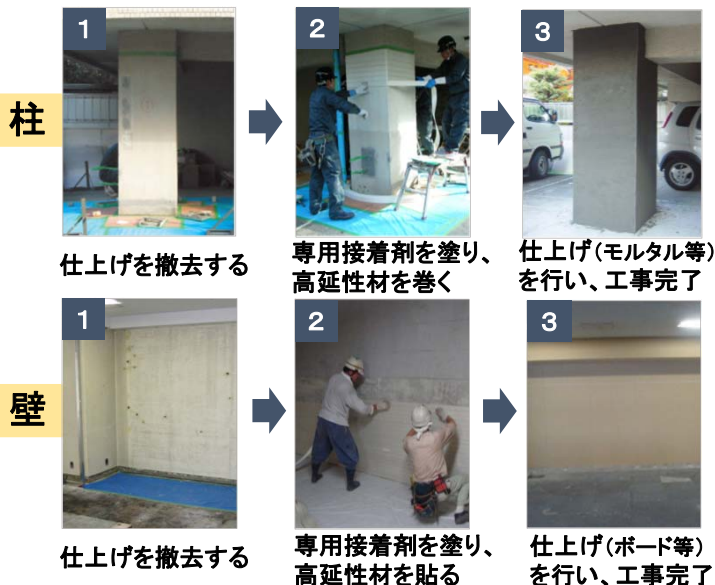 柱
1
2
3
仕上げを撤去する
専用接着剤を塗り、
高延性材を巻く
仕上げ(モルタル等)
を行い、工事完了
壁
1
2
3
仕上げを撤去する
専用接着剤を塗り、
高延性材を貼る
仕上げ(ボード等)
を行い、工事完了